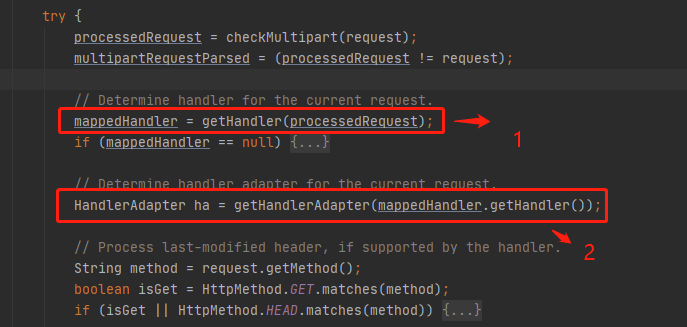 try {
processedRequest = checkMultipart(request);
multipartRequestParsed = (processedRequest != request);
// Determine handler for the current request.
mappedHandler = getHandler(processedRequest);
1
if (mappedHandler == null) {...}
// Determine handler adapter for the current request.
HandlerAdapter ha = getHandlerAdapter(mappedHandler.getHandler());
// Process last-modified header, if supported by the handler.
2
String method = request.getMethod();
boolean isGet = HttpMethod.GET.matches(method);
if (isGet || HttpMethod.HEAD.matches(method)) {...}